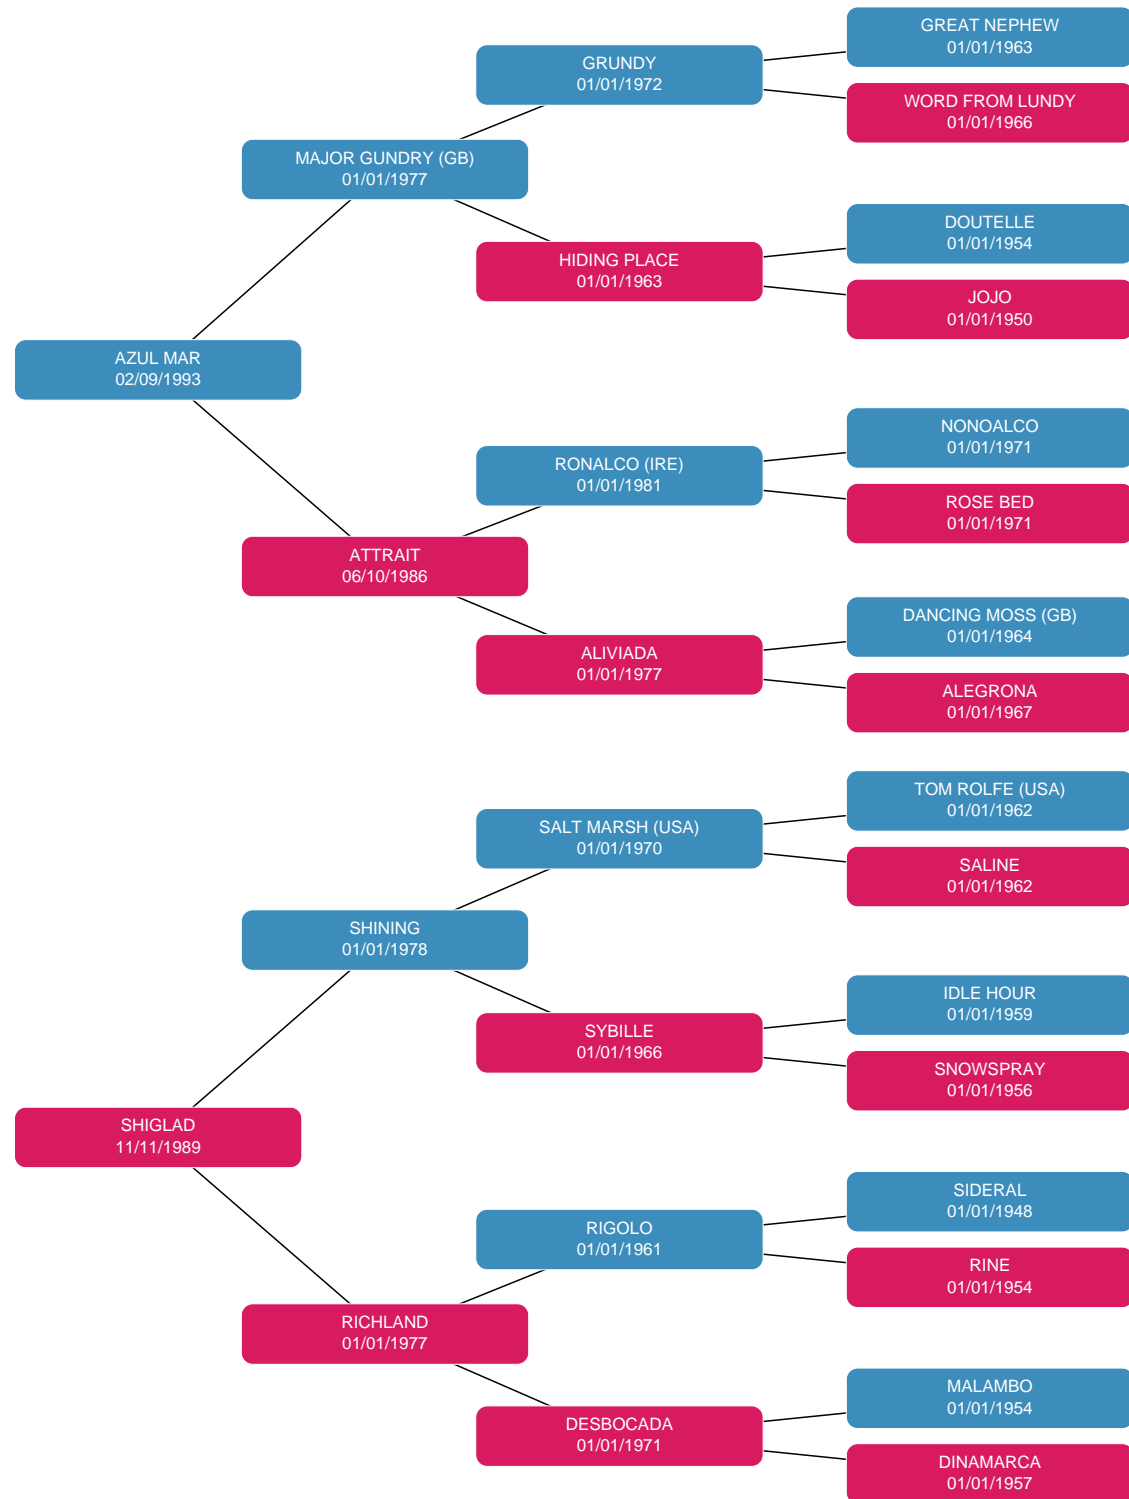 GREAT NEPHEW
01/01/1963
GRUNDY
01/01/1972
WORD FROM LUNDY
01/01/1966
MAJOR GUNDRY (GB)
01/01/1977
DOUTELLE
01/01/1954
HIDING PLACE
01/01/1963
JOJO
01/01/1950
AZUL MAR
02/09/1993
NONOALCO
01/01/1971
RONALCO (IRE)
01/01/1981
ROSE BED
01/01/1971
ATTRAIT
06/10/1986
DANCING MOSS (GB)
01/01/1964
ALIVIADA
01/01/1977
ALEGRONA
01/01/1967
TOM ROLFE (USA)
01/01/1962
SALT MARSH (USA)
01/01/1970
SALINE
01/01/1962
SHINING
01/01/1978
IDLE HOUR
01/01/1959
SYBILLE
01/01/1966
SNOWSPRAY
01/01/1956
SHIGLAD
11/11/1989
SIDERAL
01/01/1948
RIGOLO
01/01/1961
RINE
01/01/1954
RICHLAND
01/01/1977
MALAMBO
01/01/1954
DESBOCADA
01/01/1971
DINAMARCA
01/01/1957